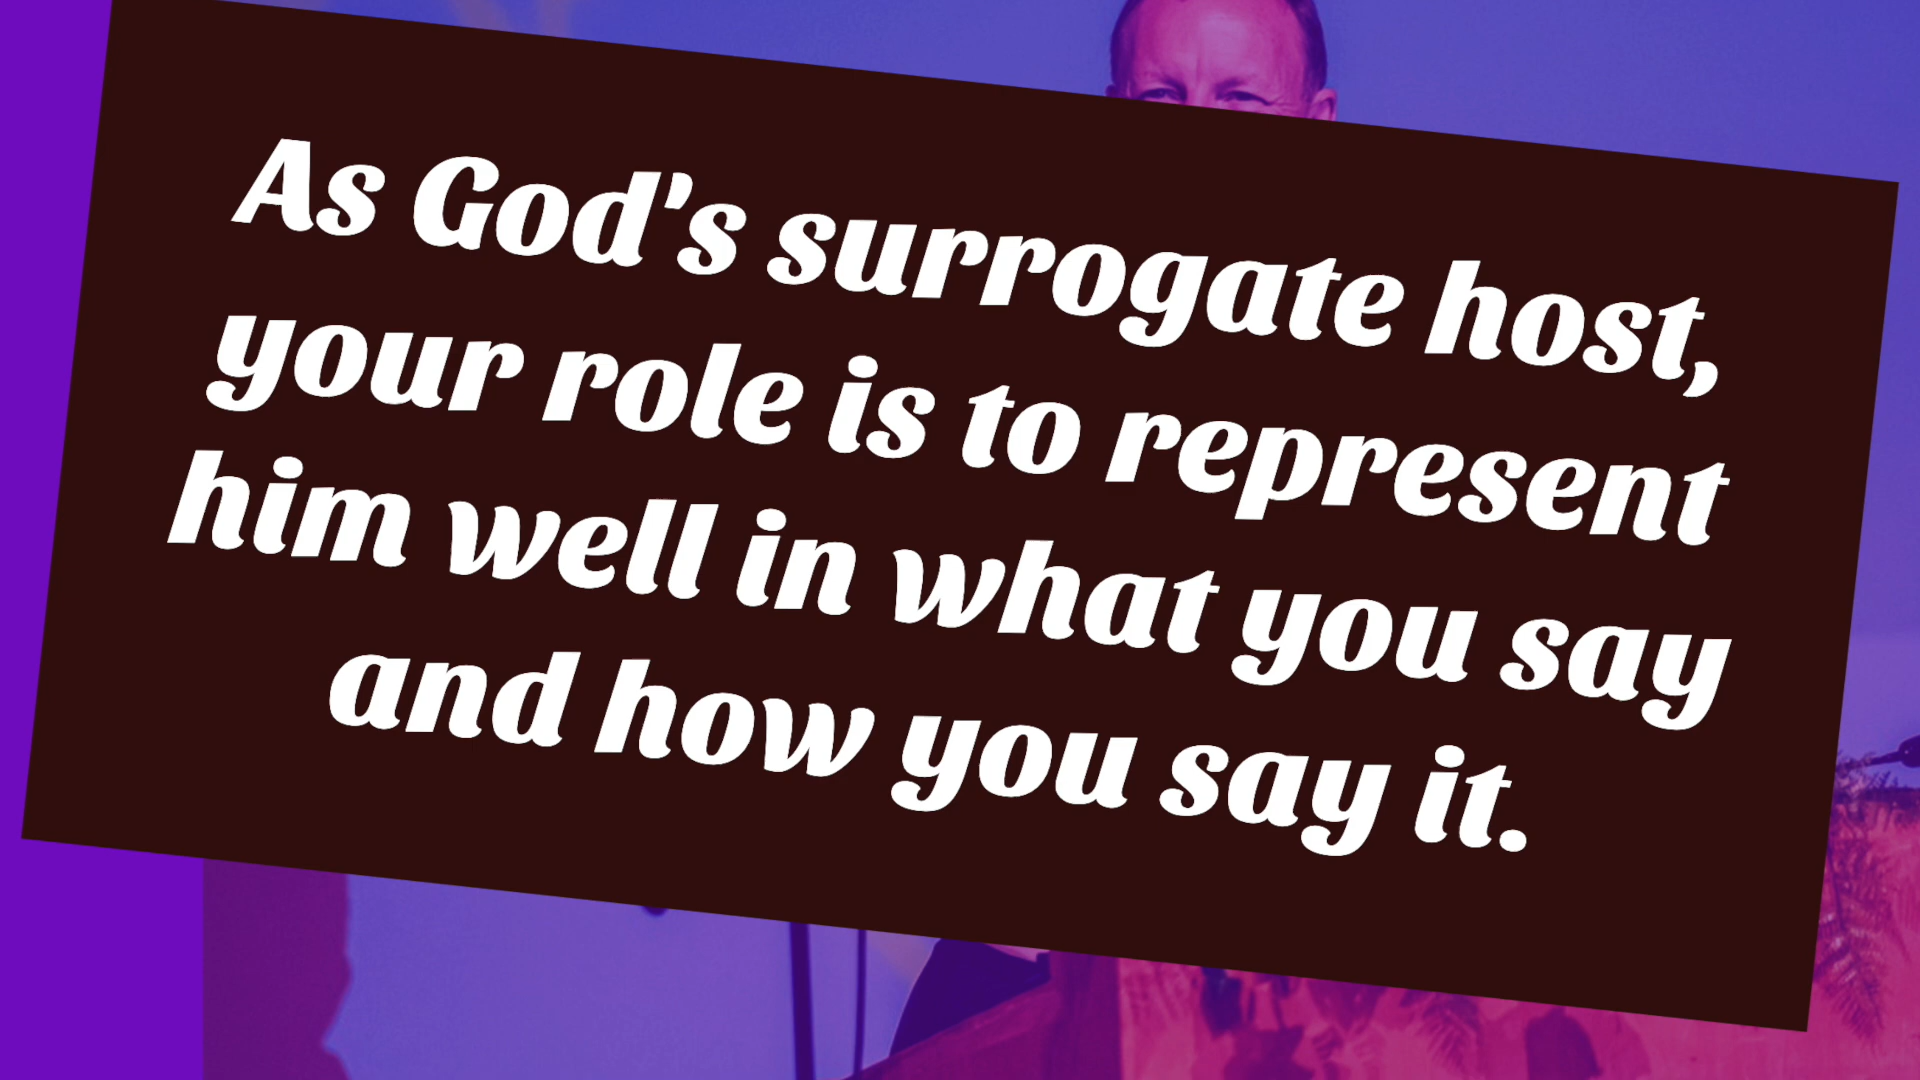 As God's surrogate host,
your role is to represent
him well in what you say
and how you say it.